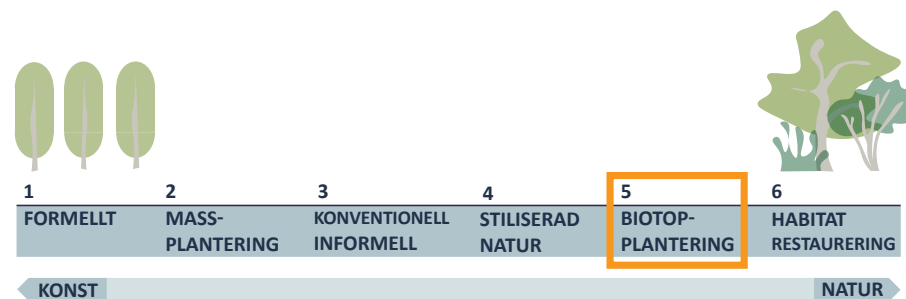 1 2 3 4 5 6
FORMELLT MASS- KONVENTIONELL STILISERAD BIOTOP- HABITAT
PLANTERING INFORMELL NATUR PLANTERING RESTAURERING
KONST NATUR